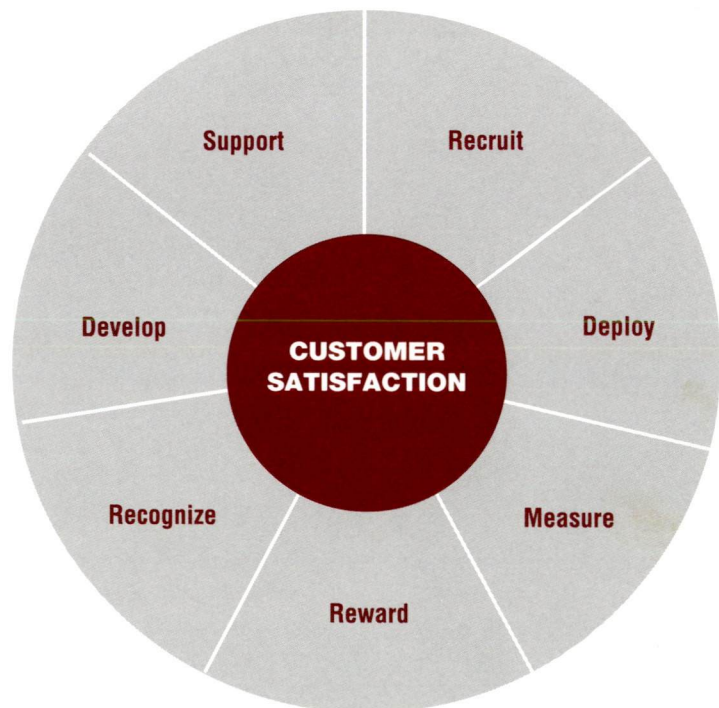 Support
Recruit
Develop
Deploy
CUSTOMER
SATISFACTION
Recognize
Measure
Reward